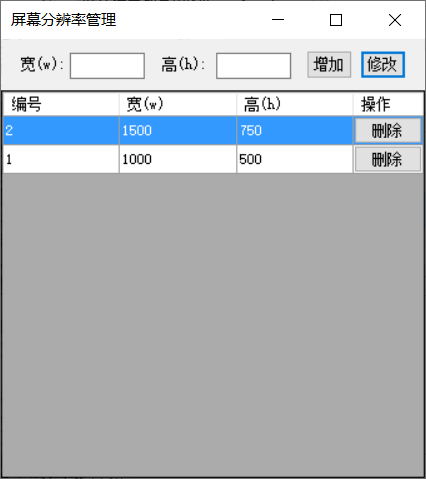 屏幕分辨率管理
宽(w): 高(h): 增加 修改
编号 宽(w) 高(h) 操作
2 1500 750 删除
1 1000 500 删除